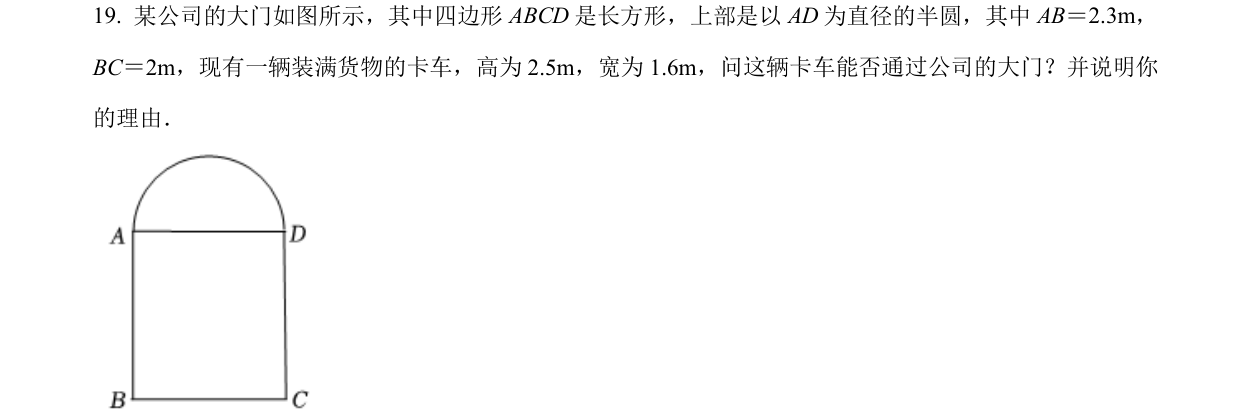 19. 某公司的大门如图所示，其中四边形 ABCD 是长方形，上部是以 AD 为直径的半圆，其中 AB＝2.3m，
BC＝2m，现有一辆装满货物的卡车，高为 2.5m，宽为 1.6m，问这辆卡车能否通过公司的大门？并说明你
的理由．
A D
B C